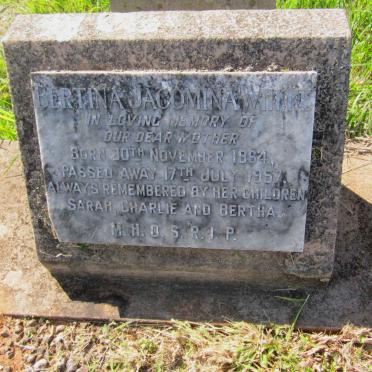 BERTINA JACOMINA
IN LOVING MEMORY OF
OUR DEAR MOTHER
BORN 20TH NOVEMBER
PASSED AWAY 17TH JULY 1957.
ALWAYS REMEMBERED BY HER CHILDREN
SARAH, CHARLIE AND BERTHA.
M.H.D.S.R.I.P.